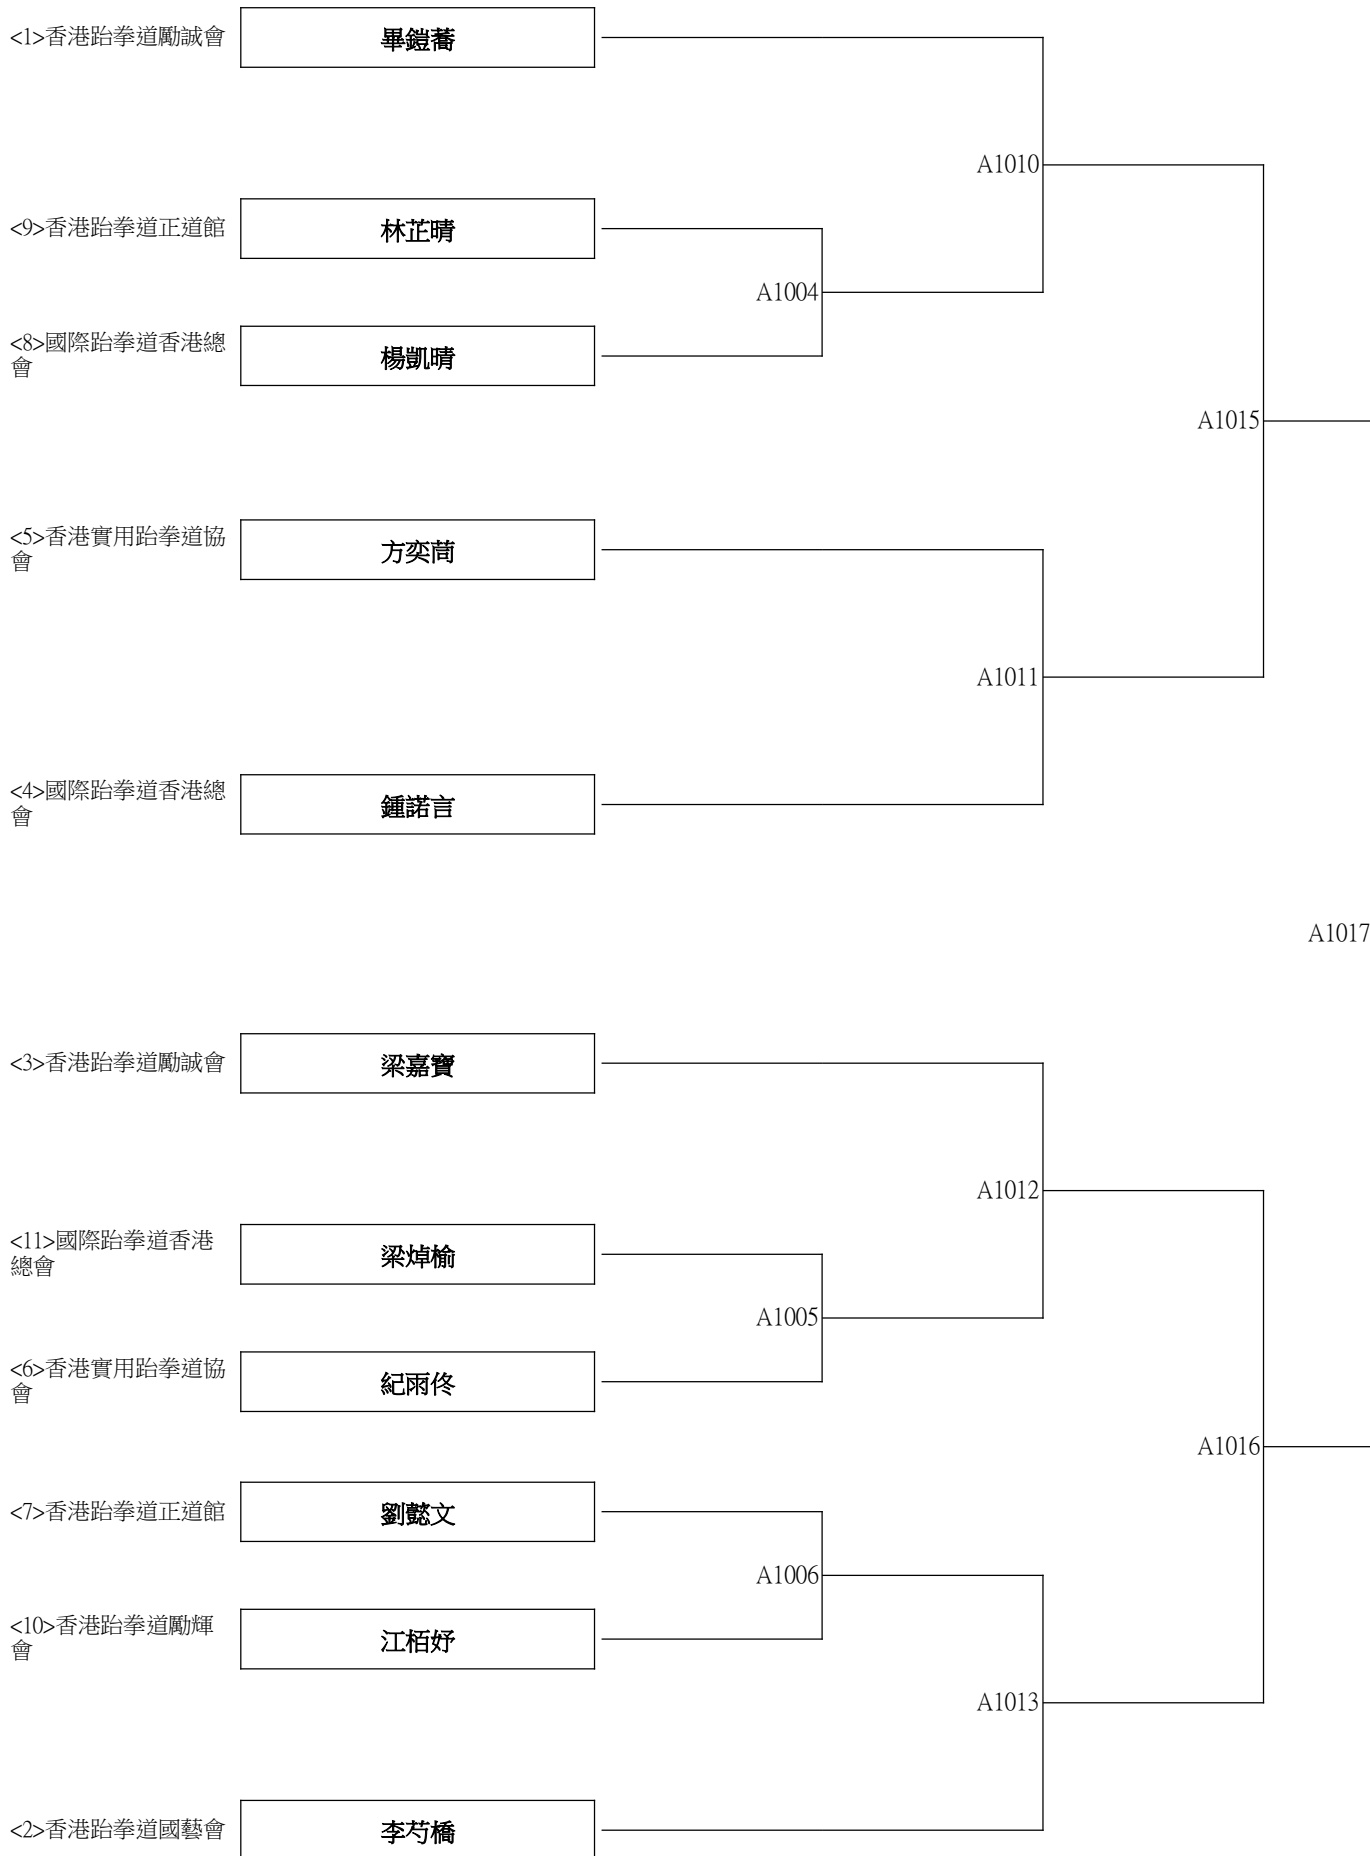 <1>香港跆拳道勵誠會
畢鎧蕎
A1010
<9>香港跆拳道正道館
林芷晴
A1004
<8>國際跆拳道香港總
會
楊凱晴
A1015
<5>香港實用跆拳道協
會
方奕茼
A1011
<4>國際跆拳道香港總
會
鍾諾言
A1017
<3>香港跆拳道勵誠會
梁嘉寶
A1012
<11>國際跆拳道香港
總會
梁焯榆
A1005
<6>香港實用跆拳道協
會
紀雨佟
A1016
<7>香港跆拳道正道館
劉懿文
A1006
<10>香港跆拳道勵輝
會
江栢妤
A1013
<2>香港跆拳道國藝會
李芍橋